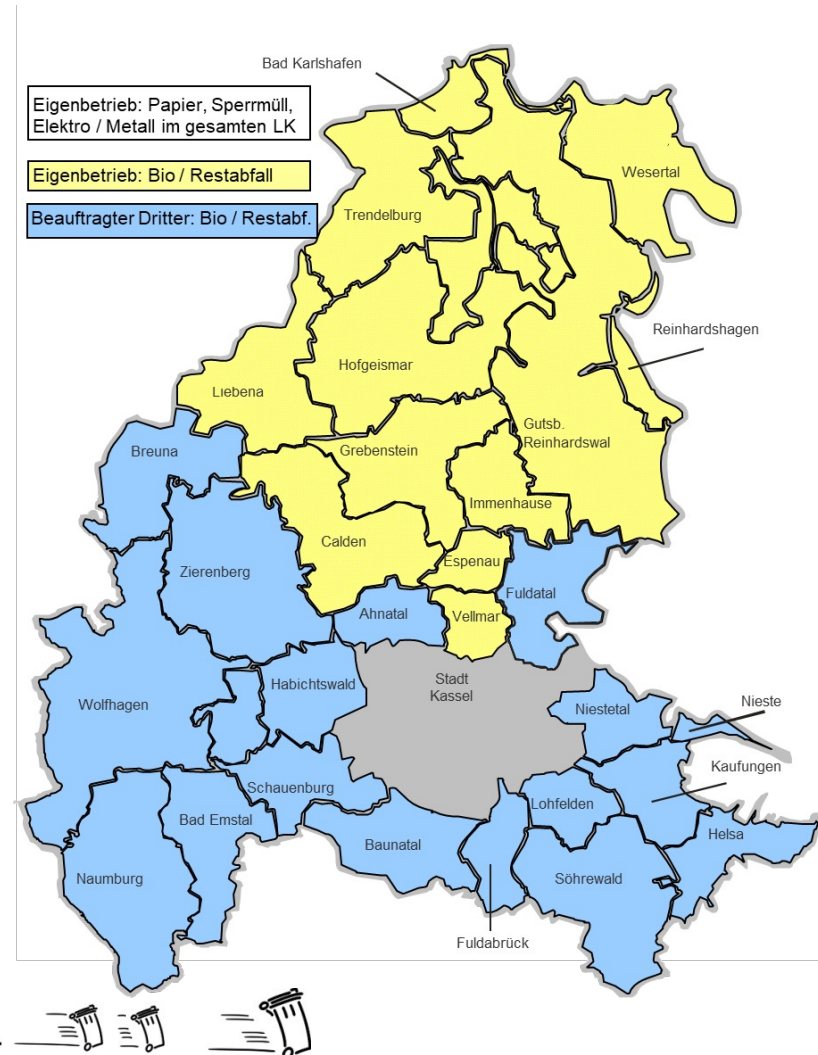 Bad Karlshafen
Eigenbetrieb: Papier, Sperrmüll,
Elektro / Metall im gesamten LK
Eigenbetrieb: Bio / Restabfall
Beauftragter Dritter: Bio / Restabf.
Wesertal
Trendelburg
Reinhardshagen
Hofgeismar
Liebena
Gutsb.
Reinhardswal
Breuna
Grebenstein
Immenhause
Calden
Espenau
Zierenberg
Fuldatal
Ahnatal
Vellmar
Stadt
Kassel
Habichtswald
Wolfhagen
Niestetal
Nieste
Kaufungen
Schauenburg
Lohfelden
Bad Emstal
Helsa
Baunatal
Naumburg
Söhrewald
Fuldabrück